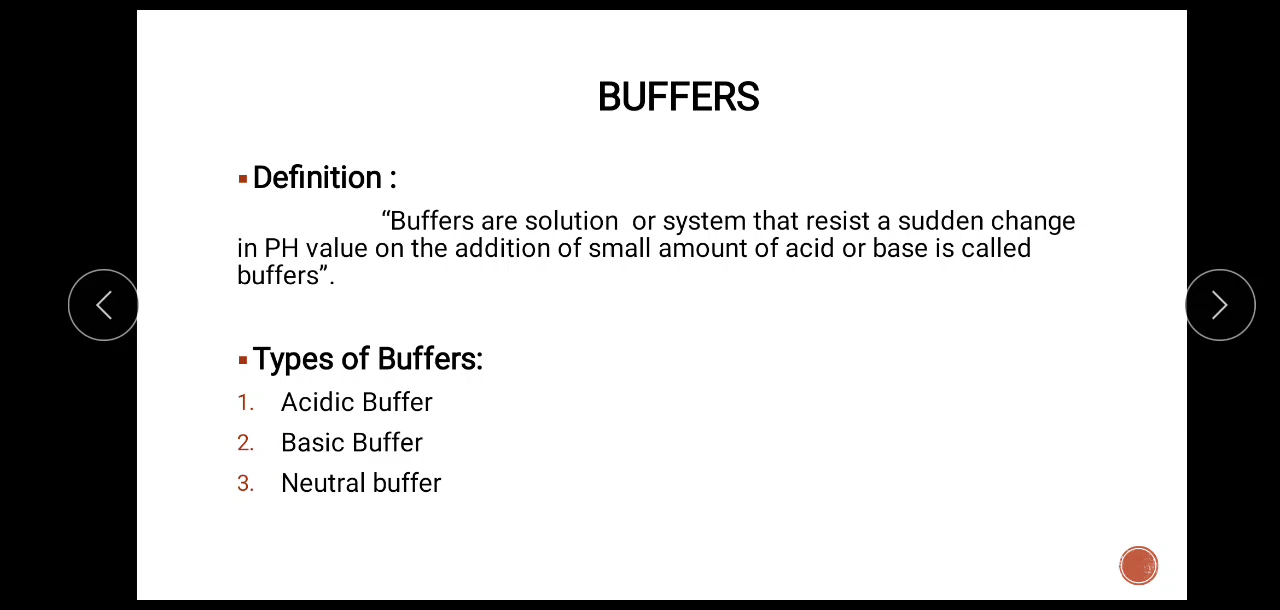 BUFFERS
▪Definition :
“Buffers are solution  or system that resist a sudden change
in PH value on the addition of small amount of acid or base is called
buffers”.
▪Types of Buffers:
1. Acidic Buffer
2. Basic Buffer
3. Neutral buffer